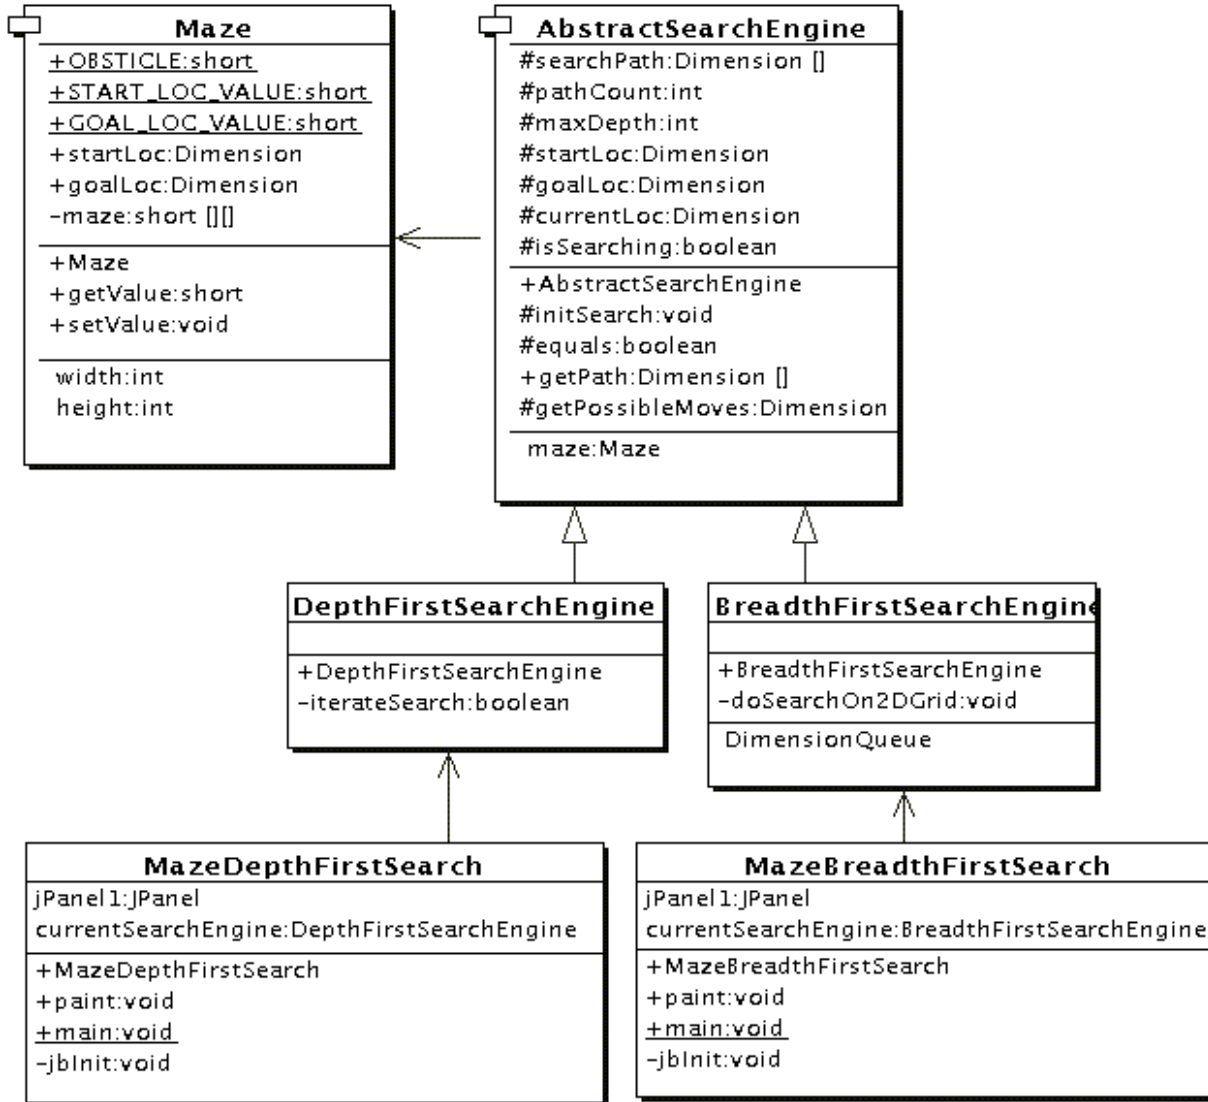 Maze
+OBSTICLE:short
+START_LOC_VALUE:short
+GOAL_LOC_VALUE:short
+startLoc:Dimension
+goalLoc:Dimension
-maze:short [][]
+Maze
+getValue:short
+setValue:void
width:int
height:int
AbstractSearchEngine
#searchPath:Dimension []
#pathCount:int
#maxDepth:int
#startLoc:Dimension
#goalLoc:Dimension
#currentLoc:Dimension
#isSearching:boolean
+AbstractSearchEngine
#initSearch:void
#equals:boolean
+getPath:Dimension []
#getPossibleMoves:Dimension
maze:Maze
DepthFirstSearchEngine
+DepthFirstSearchEngine
-iterateSearch:boolean
BreadthFirstSearchEngine
+BreadthFirstSearchEngine
-doSearchOn2DGrid:void
DimensionQueue
MazeDepthFirstSearch
jPanel1:JPanel
currentSearchEngine:DepthFirstSearchEngine
+MazeDepthFirstSearch
+paint:void
+main:void
-jbInit:void
MazeBreadthFirstSearch
jPanel1:JPanel
currentSearchEngine:BreadthFirstSearchEngine
+MazeBreadthFirstSearch
+paint:void
+main:void
-jbInit:void